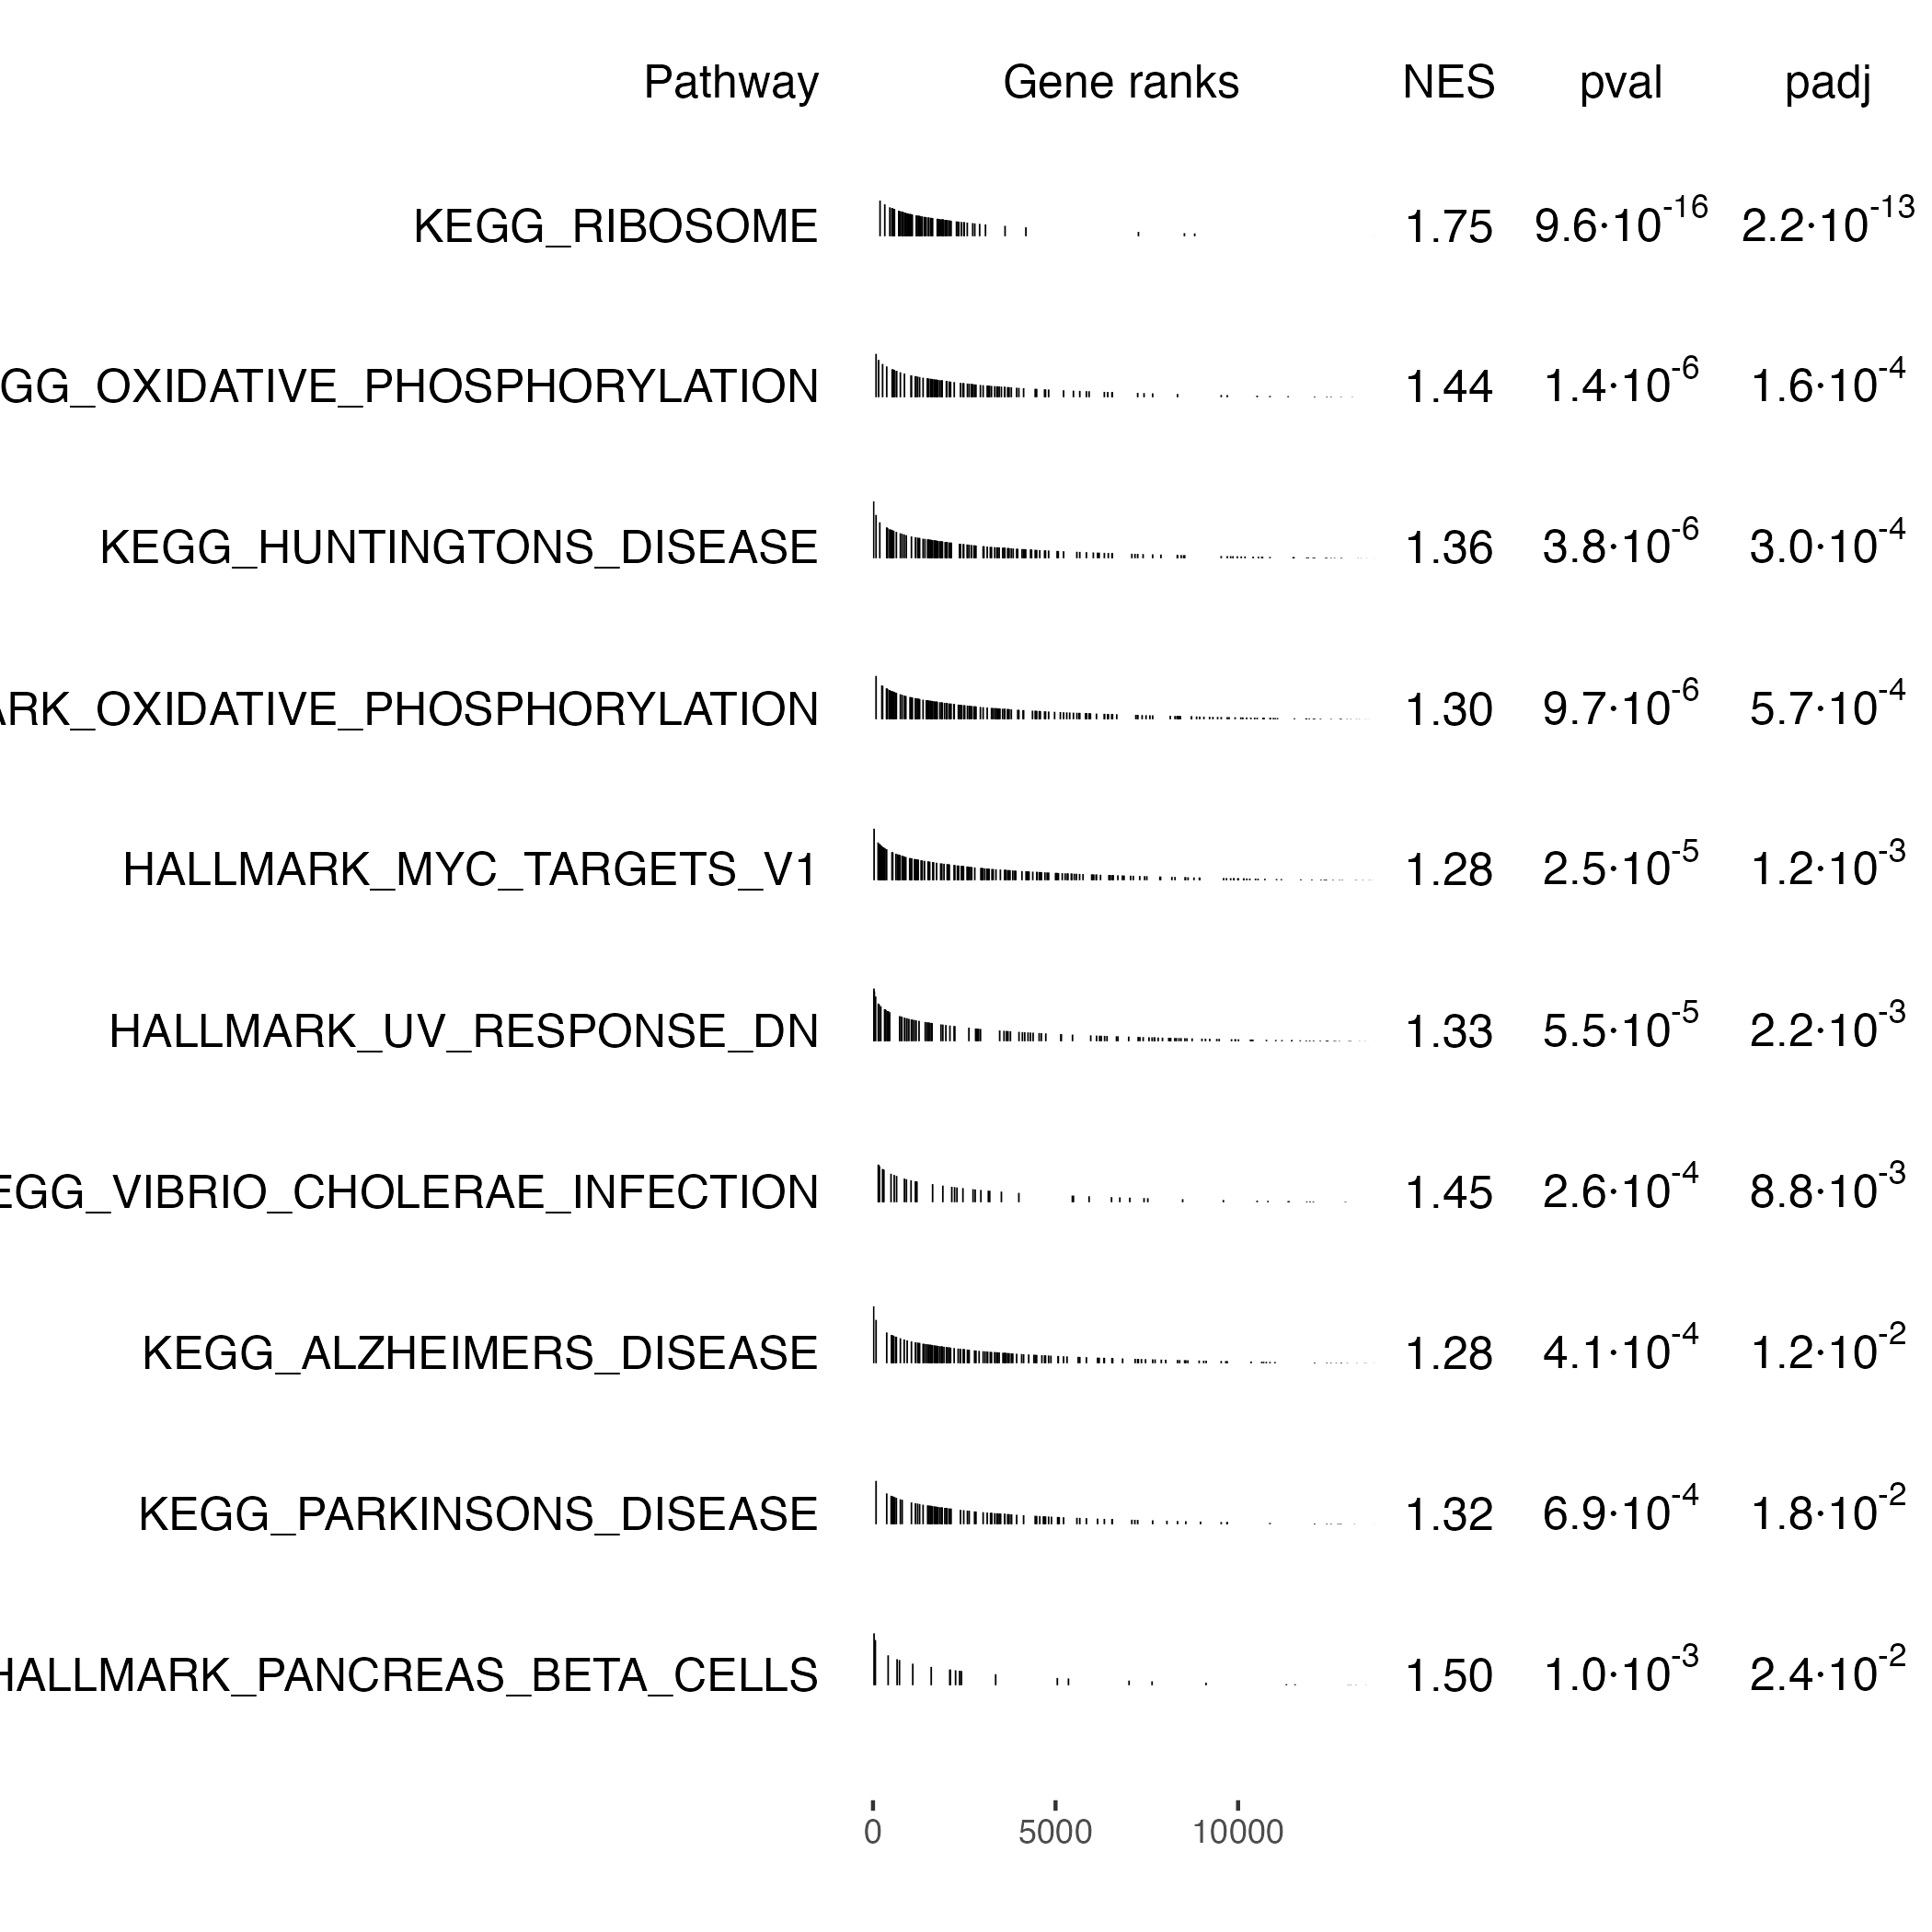 Pathway Gene ranks NES pval padj
KEGG_RIBOSOME 1.75 9.6·10^-16 2.2·10^-13
GG_OXIDATIVE_PHOSPHORYLATION 1.44 1.4·10^-6 1.6·10^-4
KEGG_HUNTINGTONS_DISEASE 1.36 3.8·10^-6 3.0·10^-4
ARK_OXIDATIVE_PHOSPHORYLATION 1.30 9.7·10^-6 5.7·10^-4
HALLMARK_MYC_TARGETS_V1 1.28 2.5·10^-5 1.2·10^-3
HALLMARK_UV_RESPONSE_DN 1.33 5.5·10^-5 2.2·10^-3
EGG_VIBRIO_CHOLERAE_INFECTION 1.45 2.6·10^-4 8.8·10^-3
KEGG_ALZHEIMERS_DISEASE 1.28 4.1·10^-4 1.2·10^-2
KEGG_PARKINSONS_DISEASE 1.32 6.9·10^-4 1.8·10^-2
HALLMARK_PANCREAS_BETA_CELLS 1.50 1.0·10^-3 2.4·10^-2
0 5000 10000